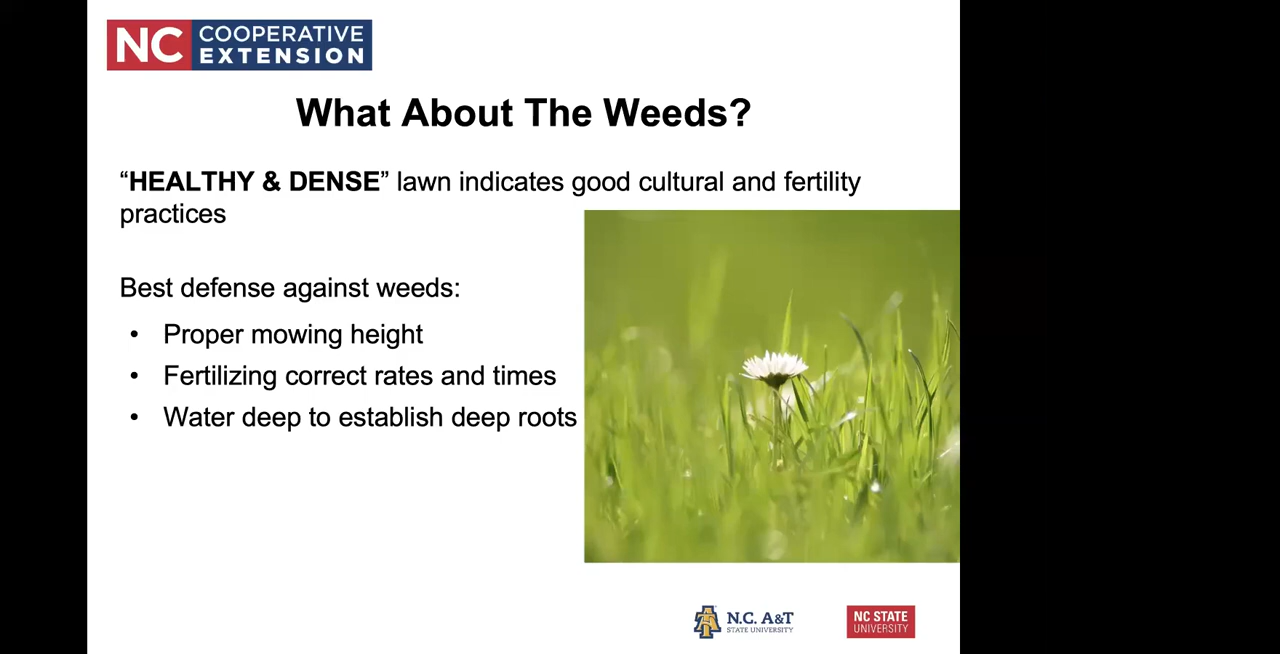 NC COOPERATIVE
EXTENSION
What About The Weeds?
“HEALTHY & DENSE” lawn indicates good cultural and fertility
practices
Best defense against weeds:
• Proper mowing height
• Fertilizing correct rates and times
• Water deep to establish deep roots
N.C. A&T
STATE UNIVERSITY
NC STATE
UNIVERSITY